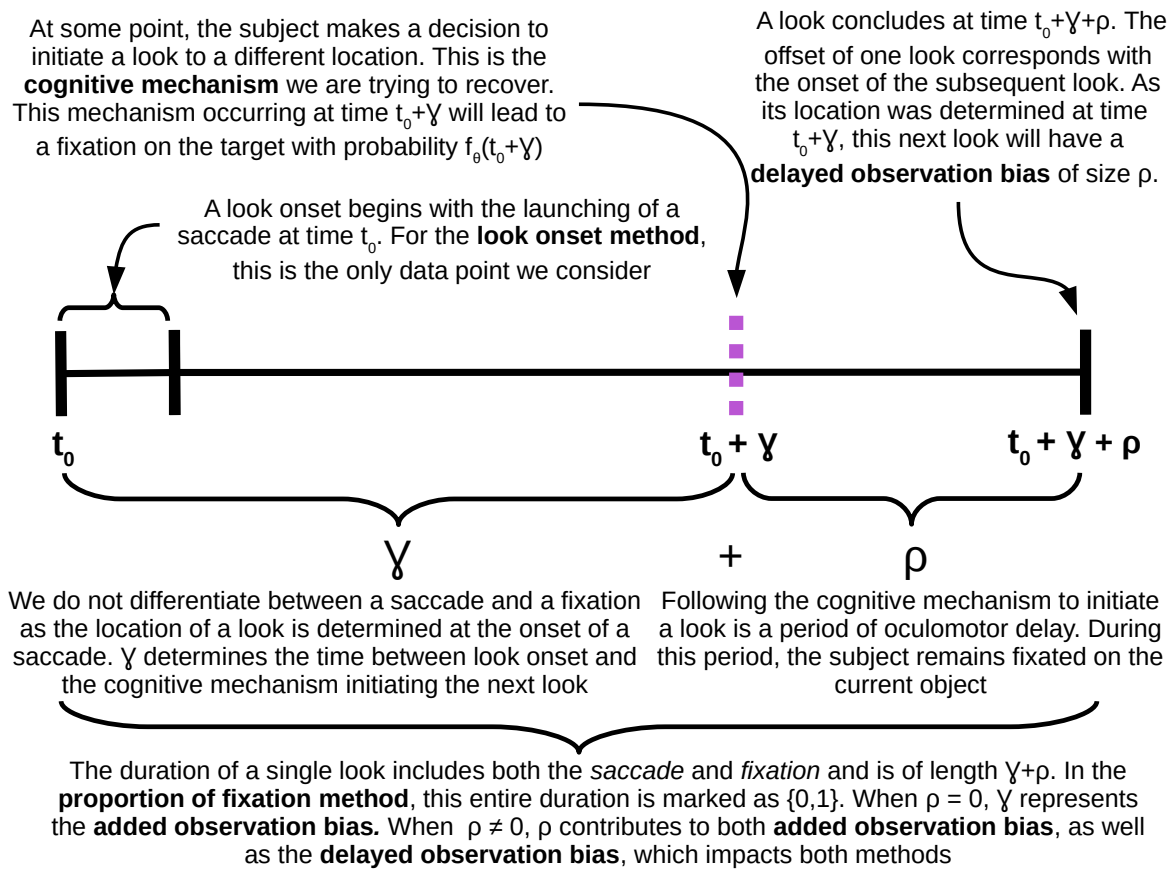 At some point, the subject makes a decision to
initiate a look to a different location. This is the
cognitive mechanism we are trying to recover.
This mechanism occurring at time t₀+Ɣ will lead to
a fixation on the target with probability f_θ(t₀+Ɣ)
A look concludes at time t₀+Ɣ+ρ. The
offset of one look corresponds with
the onset of the subsequent look. As
its location was determined at time
t₀+Ɣ, this next look will have a
delayed observation bias of size ρ.
A look onset begins with the launching of a
saccade at time t₀. For the look onset method,
this is the only data point we consider
t₀
t₀ + Ɣ
t₀ + Ɣ + ρ
Ɣ + ρ
We do not differentiate between a saccade and a fixation
as the location of a look is determined at the onset of a
saccade. Ɣ determines the time between look onset and
the cognitive mechanism initiating the next look
Following the cognitive mechanism to initiate
a look is a period of oculomotor delay. During
this period, the subject remains fixated on the
current object
The duration of a single look includes both the saccade and fixation and is of length Ɣ+ρ. In the
proportion of fixation method, this entire duration is marked as {0,1}. When ρ = 0, Ɣ represents
the added observation bias. When ρ ≠ 0, ρ contributes to both added observation bias, as well
as the delayed observation bias, which impacts both methods